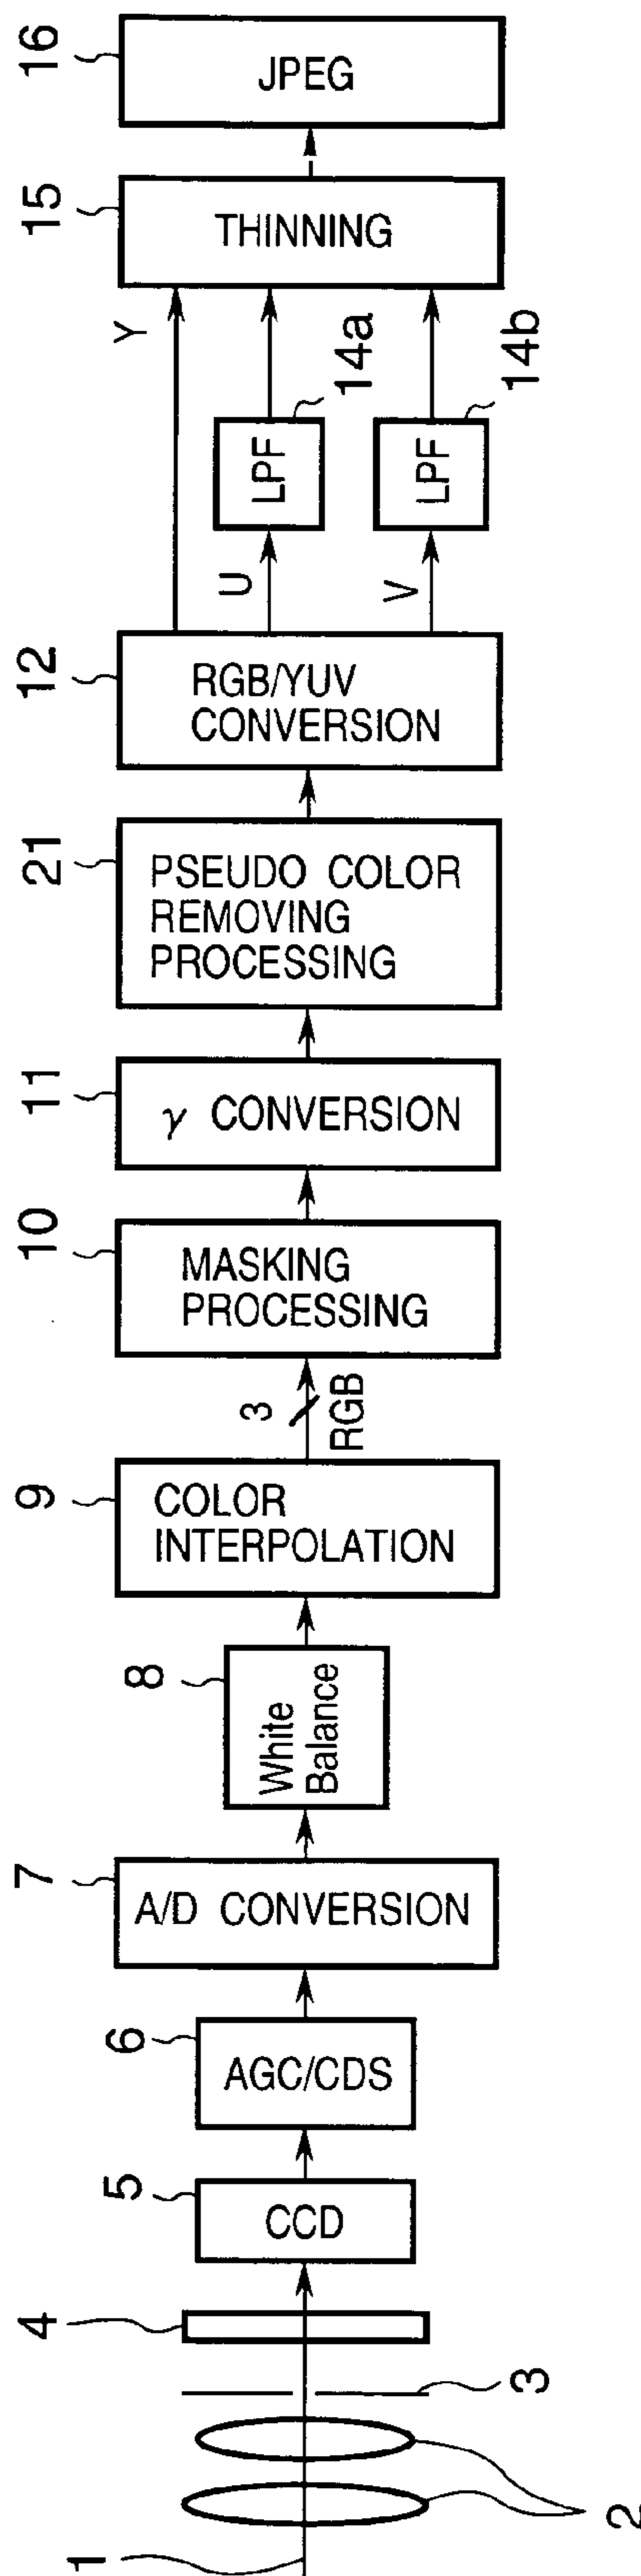 1
2
3
4
5
CCD
6
AGC/CDS
7
A/D CONVERSION
8
White
Balance
9
COLOR
INTERPOLATION
3
RGB
10
MASKING
PROCESSING
11
γ CONVERSION
21
PSEUDO COLOR
REMOVING
PROCESSING
12
RGB/YUV
CONVERSION
Y
U
V
LPF
14a
LPF
14b
15
THINNING
16
JPEG